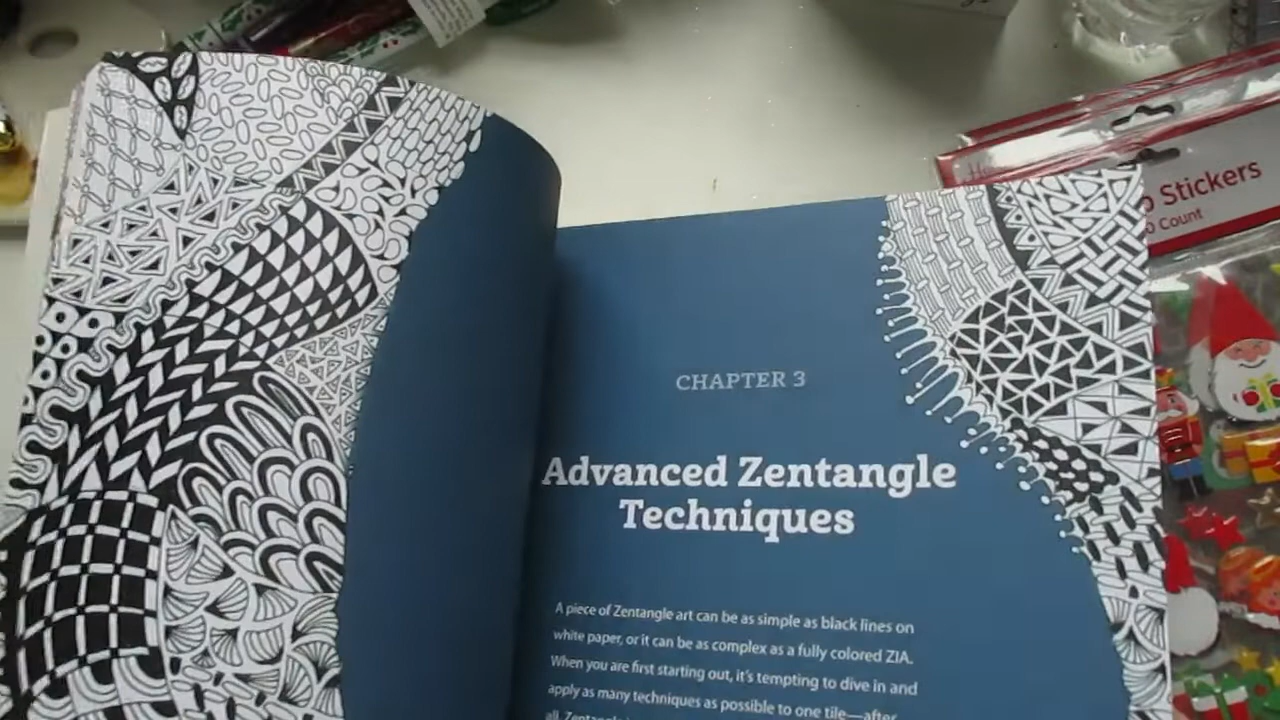 CHAPTER 3
Advanced Zentangle
Techniques
A piece of Zentangle art can be as simple as black lines on
white paper, or it can be as complex as a fully colored ZIA.
When you are first starting out, it's tempting to dive in and
apply as many techniques as possible to one tile—after
all, Zentangle
Stickers
Count